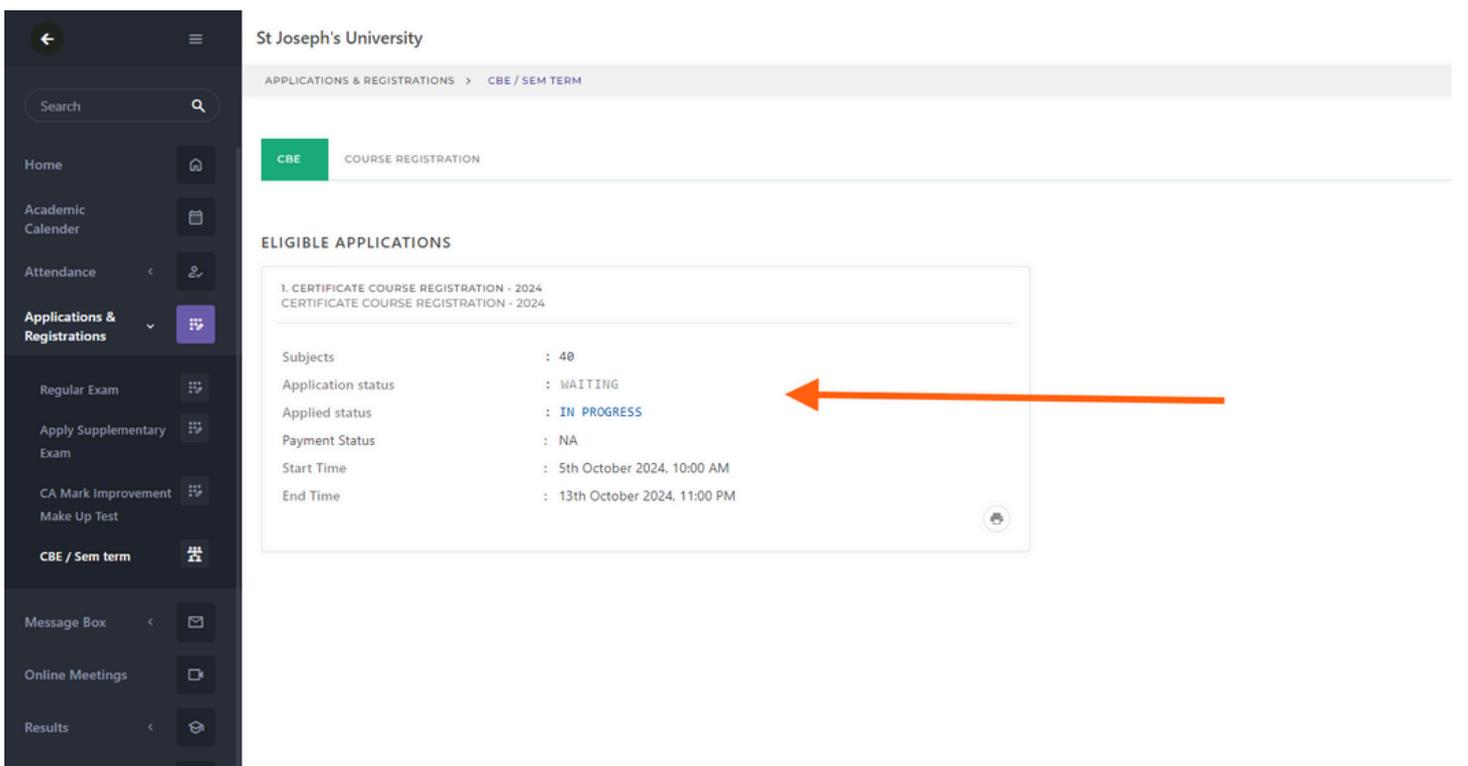 St Joseph's University
APPLICATIONS & REGISTRATIONS > CBE / SEM TERM
Search
Home
Academic
Calender
Attendance
Applications &
Registrations
Regular Exam
Apply Supplementary
Exam
CA Mark Improvement
Make Up Test
CBE / Sem term
Message Box
Online Meetings
Results
CBE COURSE REGISTRATION
ELIGIBLE APPLICATIONS
1. CERTIFICATE COURSE REGISTRATION - 2024
CERTIFICATE COURSE REGISTRATION - 2024
Subjects : 40
Application status : WAITING
Applied status : IN PROGRESS
Payment Status : NA
Start Time : 5th October 2024, 10:00 AM
End Time : 13th October 2024, 11:00 PM